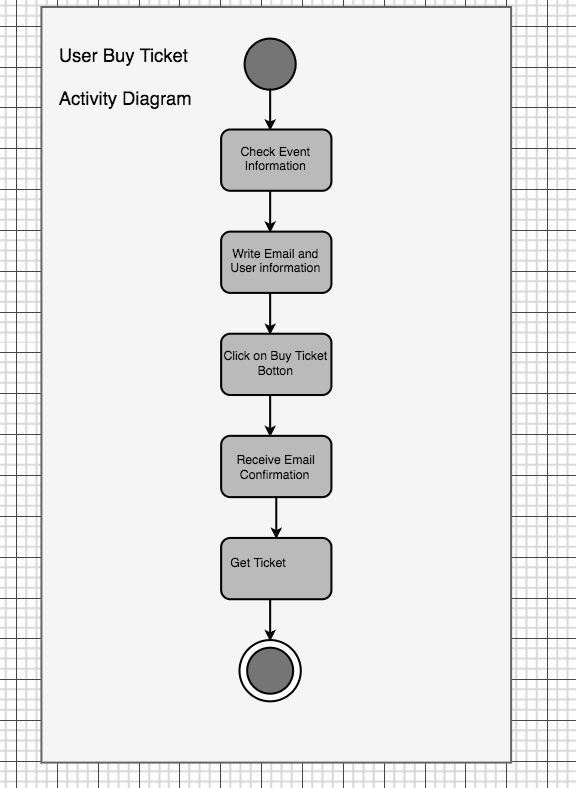 User Buy Ticket
Activity Diagram
Check Event
Information
Write Email and
User information
Click on Buy Ticket
Botton
Receive Email
Confirmation
Get Ticket